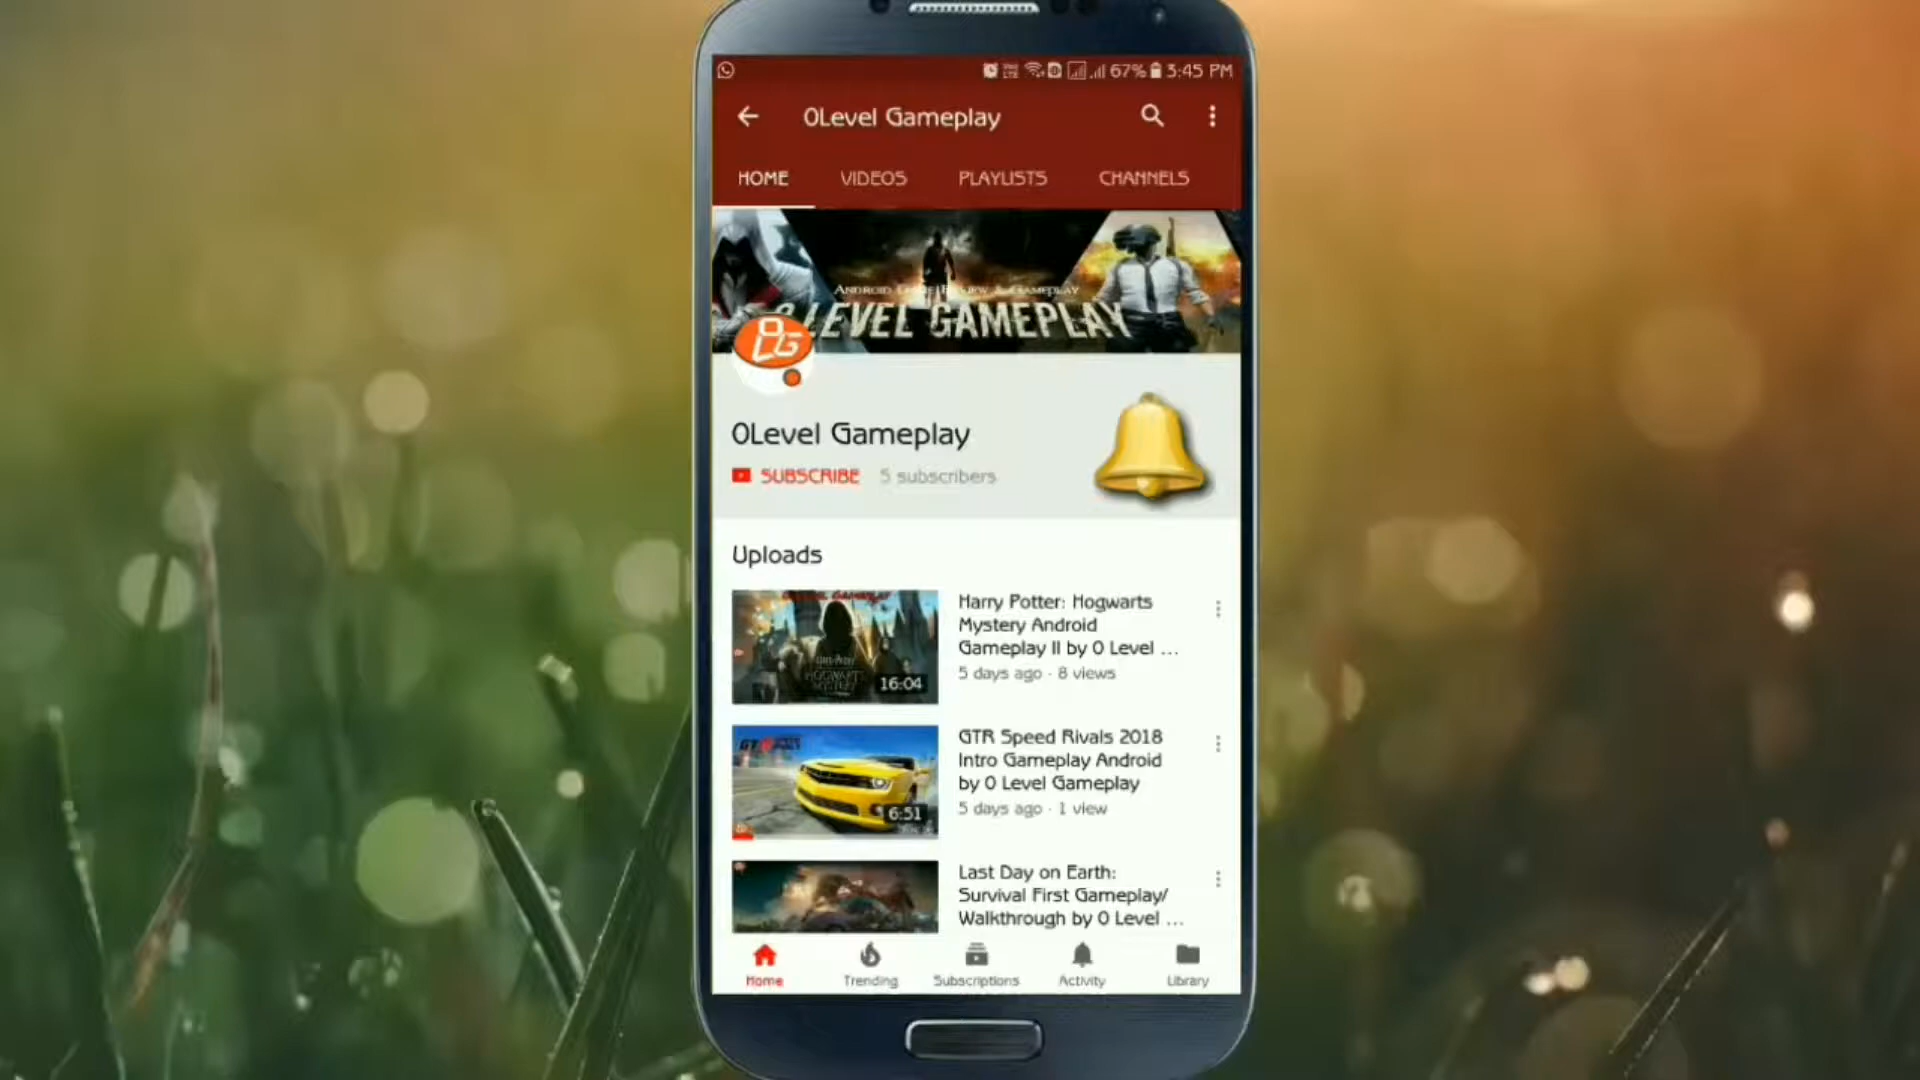 67% 3:45 PM
0Level Gameplay
HOME VIDEOS PLAYLISTS CHANNELS
LEVEL GAMEPLAY
0Level Gameplay
SUBSCRIBE 5 subscribers
Uploads
16:04
Harry Potter: Hogwarts
Mystery Android
Gameplay II by 0 Level ...
5 days ago · 8 views
6:51
GTR Speed Rivals 2018
Intro Gameplay Android
by 0 Level Gameplay
5 days ago · 1 view
Last Day on Earth:
Survival First Gameplay/
Walkthrough by 0 Level ...
Home Trending Subscriptions Activity Library